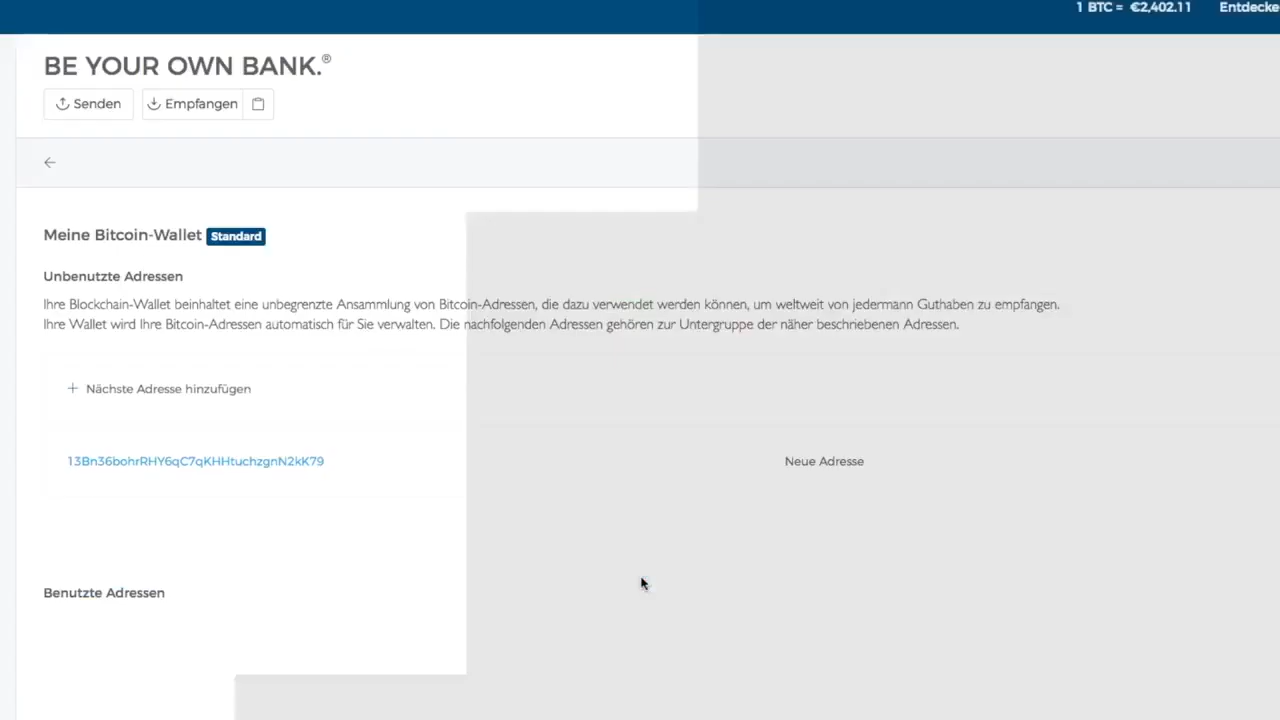 1 BTC = €2,402.11 Entdecke
BE YOUR OWN BANK.®
Senden Empfangen
Meine Bitcoin-Wallet Standard
Unbenutzte Adressen
Ihre Blockchain-Wallet beinhaltet eine unbegrenzte Ansammlung von Bitcoin-Adressen, die dazu verwendet werden können, um weltweit von jedermann Guthaben zu empfangen.
Ihre Wallet wird Ihre Bitcoin-Adressen automatisch für Sie verwalten. Die nachfolgenden Adressen gehören zur Untergruppe der näher beschriebenen Adressen.
+ Nächste Adresse hinzufügen
13Bn36bohrRHY6qC7qKHHtuchzgnN2kK79 Neue Adresse
Benutzte Adressen